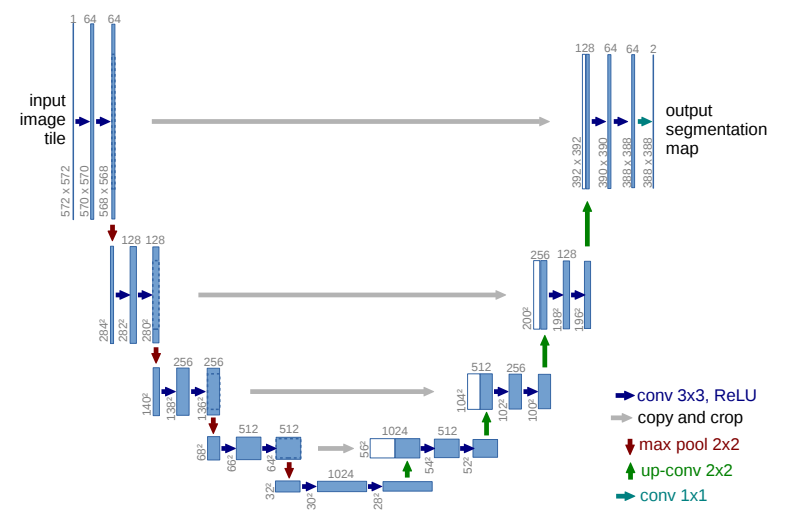 1 64 64
128 64 64 2
input
image
tile
output
segmentation
map
572 x 572
570 x 570
568 x 568
392 x 392
390 x 390
388 x 388
388 x 388
128 128
256 128
284²
282²
280²
200²
198²
196²
256 256
512 256
140²
138²
136²
104²
102²
100²
conv 3x3, ReLU
copy and crop
max pool 2x2
up-conv 2x2
conv 1x1
512 512
1024 512
68²
66²
64²
56²
54²
52²
1024
32²
30²
28²